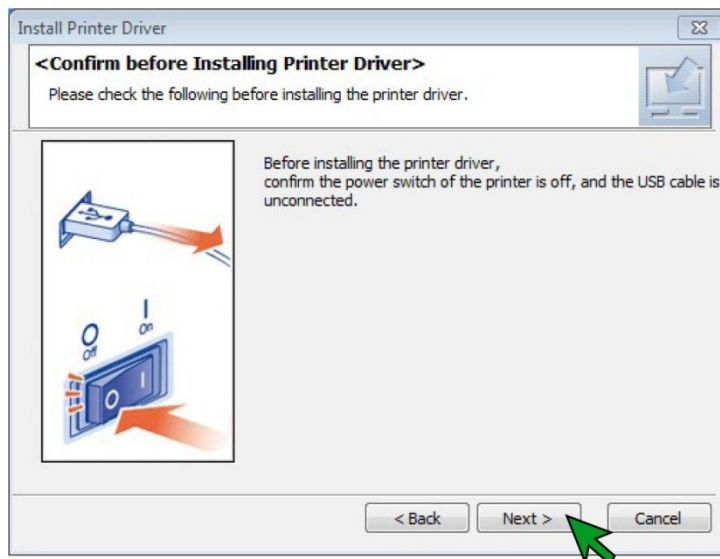 Install Printer Driver
<Confirm before Installing Printer Driver>
Please check the following before installing the printer driver.
Before installing the printer driver,
confirm the power switch of the printer is off, and the USB cable is
unconnected.
O I
Off On
O I
< Back Next > Cancel